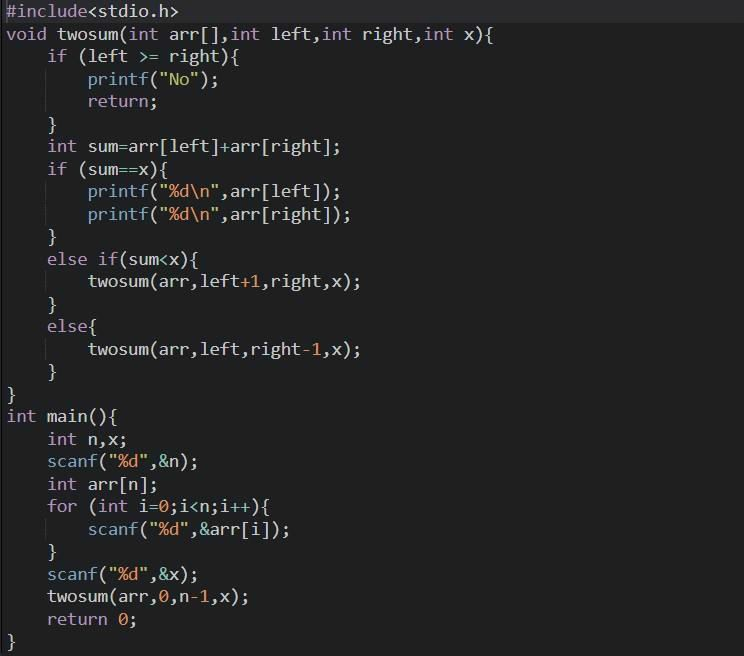 #include<stdio.h>
void twosum(int arr[],int left,int right,int x){
    if (left >= right){
        printf("No");
        return;
    }
    int sum=arr[left]+arr[right];
    if (sum==x){
        printf("%d\n",arr[left]);
        printf("%d\n",arr[right]);
    }
    else if(sum<x){
        twosum(arr,left+1,right,x);
    }
    else{
        twosum(arr,left,right-1,x);
    }
}
int main(){
    int n,x;
    scanf("%d",&n);
    int arr[n];
    for (int i=0;i<n;i++){
        scanf("%d",&arr[i]);
    }
    scanf("%d",&x);
    twosum(arr,0,n-1,x);
    return 0;
}